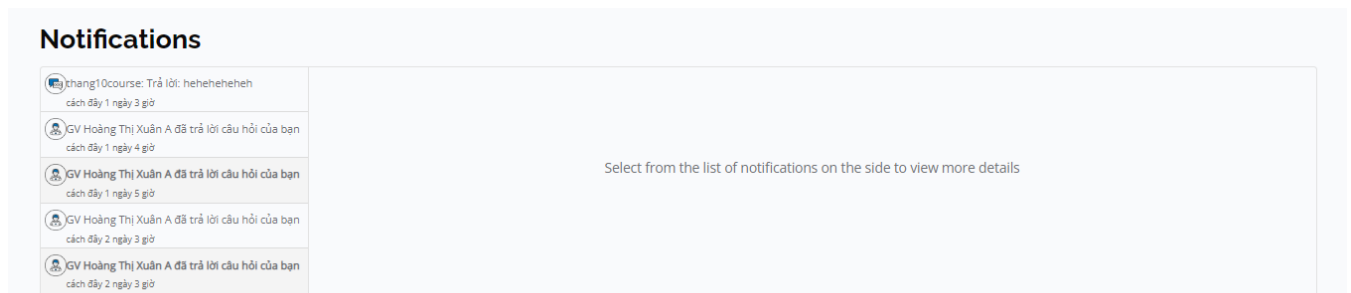 Notifications
thang10course: Trả lời: heheheheheh
cách đây 1 ngày 3 giờ
GV Hoàng Thị Xuân A đã trả lời câu hỏi của bạn
cách đây 1 ngày 4 giờ
GV Hoàng Thị Xuân A đã trả lời câu hỏi của bạn
cách đây 1 ngày 5 giờ
GV Hoàng Thị Xuân A đã trả lời câu hỏi của bạn
cách đây 2 ngày 3 giờ
GV Hoàng Thị Xuân A đã trả lời câu hỏi của bạn
cách đây 2 ngày 3 giờ
Select from the list of notifications on the side to view more details